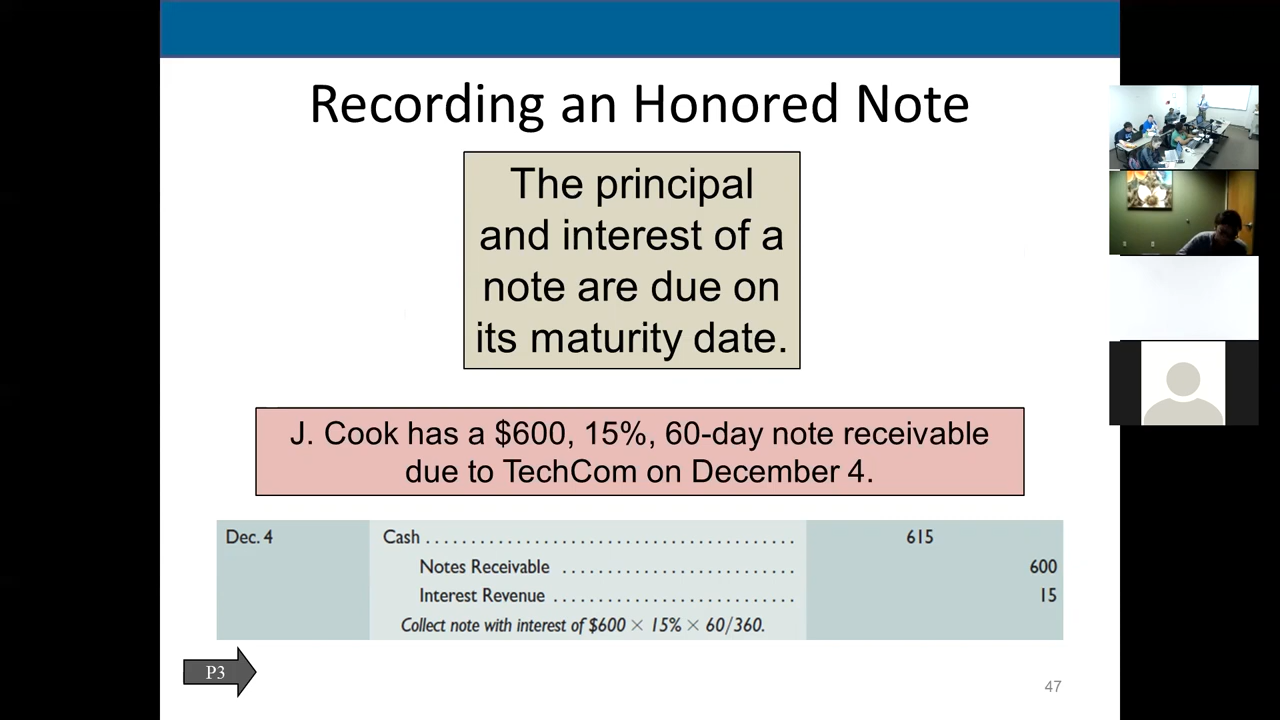 Recording an Honored Note
The principal
and interest of a
note are due on
its maturity date.
J. Cook has a $600, 15%, 60-day note receivable
due to TechCom on December 4.
Dec. 4 Cash ........................................ 615
Notes Receivable .......................... 600
Interest Revenue ........................... 15
Collect note with interest of $600 × 15% × 60/360.
P3
47